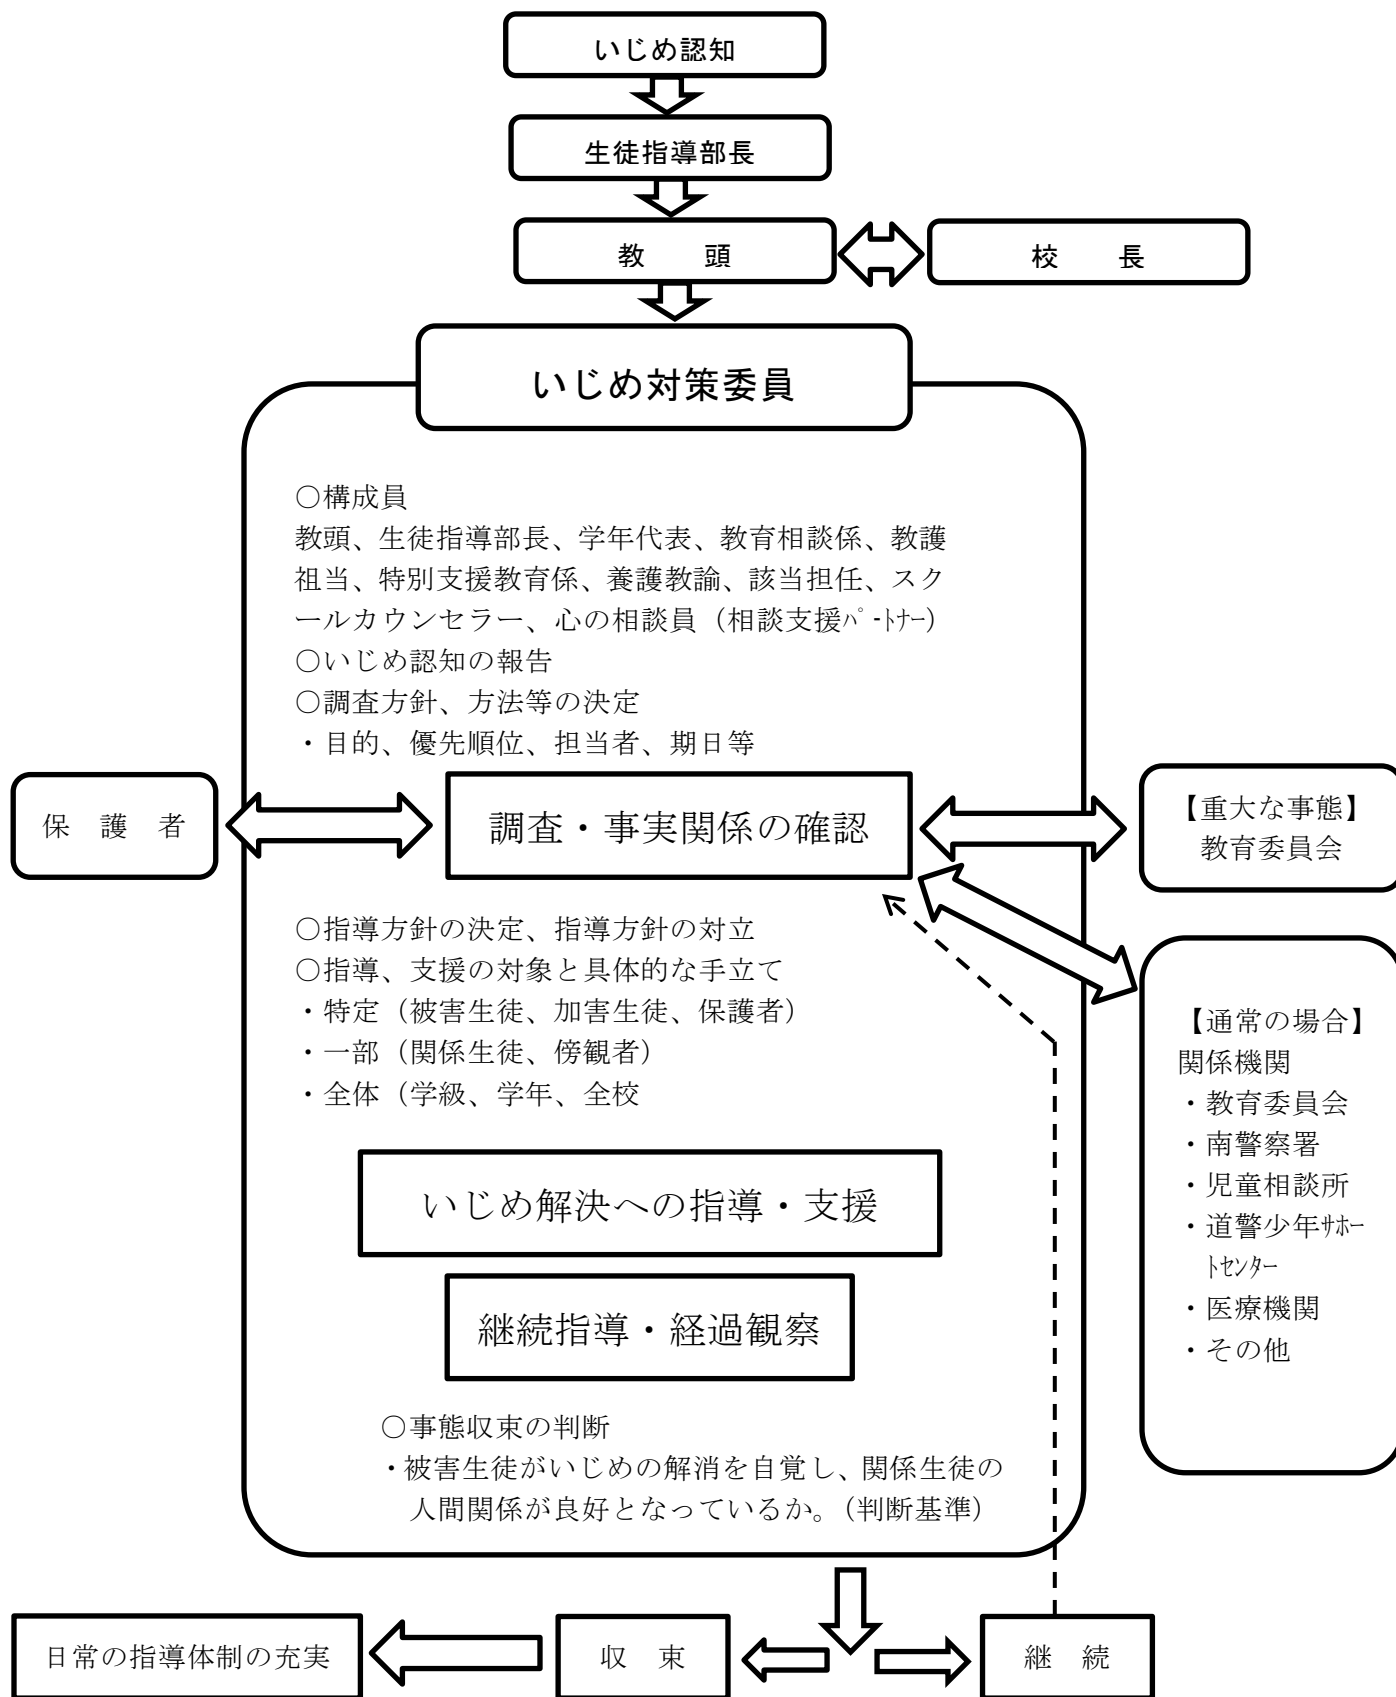 いじめ認知
生徒指導部長
教　　頭
校　　長
いじめ対策委員
○構成員
教頭、生徒指導部長、学年代表、教育相談係、教護
祖当、特別支援教育係、養護教諭、該当担任、スク
ールカウンセラー、心の相談員（相談支援ﾊﾟｰﾄﾅｰ）
○いじめ認知の報告
○調査方針、方法等の決定
・目的、優先順位、担当者、期日等
保　護　者
調査・事実関係の確認
【重大な事態】
教育委員会
○指導方針の決定、指導方針の対立
○指導、支援の対象と具体的な手立て
・特定（被害生徒、加害生徒、保護者）
・一部（関係生徒、傍観者）
・全体（学級、学年、全校
【通常の場合】
関係機関
・教育委員会
・南警察署
・児童相談所
・道警少年ｻﾎｰ
ﾄｾﾝﾀｰ
・医療機関
・その他
いじめ解決への指導・支援
継続指導・経過観察
○事態収束の判断
・被害生徒がいじめの解消を自覚し、関係生徒の
人間関係が良好となっているか。（判断基準）
日常の指導体制の充実
収　束
継　続